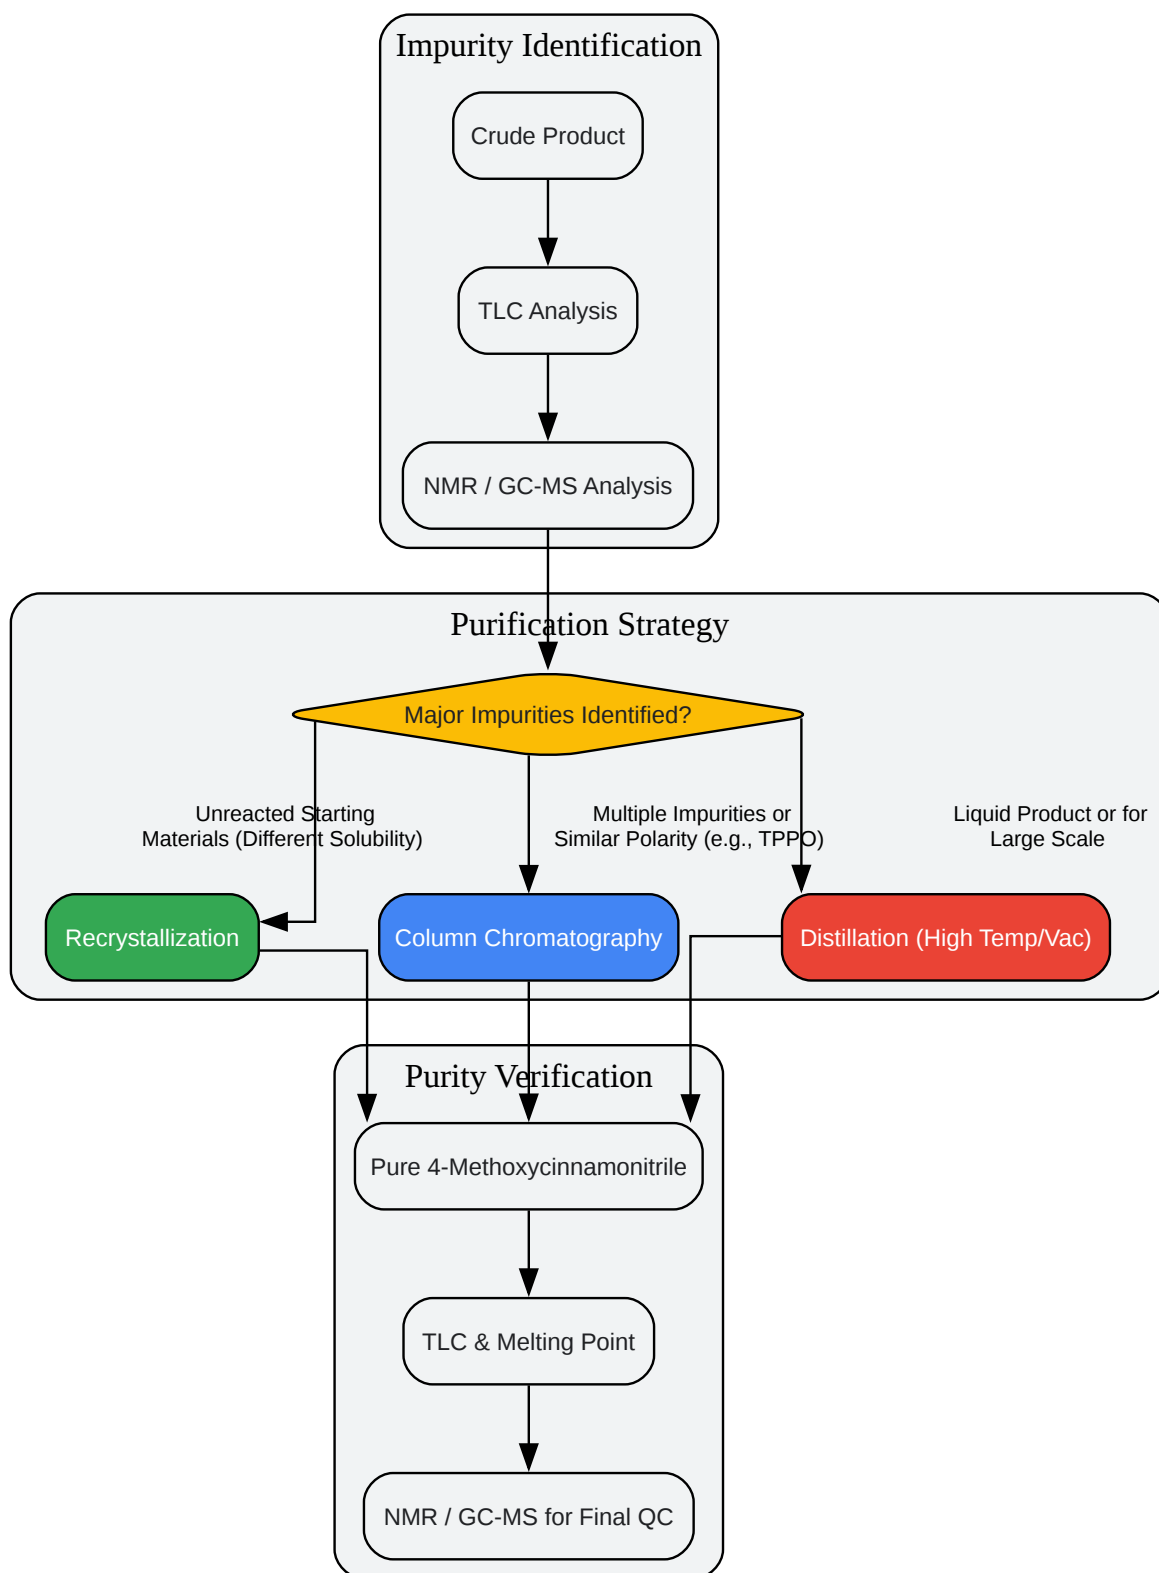 Impurity Identification
Crude Product
TLC Analysis
NMR / GC-MS Analysis
Purification Strategy
Major Impurities Identified?
Unreacted Starting
Materials (Different Solubility)
Multiple Impurities or
Similar Polarity (e.g., TPPO)
Liquid Product or for
Large Scale
Recrystallization
Column Chromatography
Distillation (High Temp/Vac)
Purity Verification
Pure 4-Methoxycinnamonitrile
TLC & Melting Point
NMR / GC-MS for Final QC